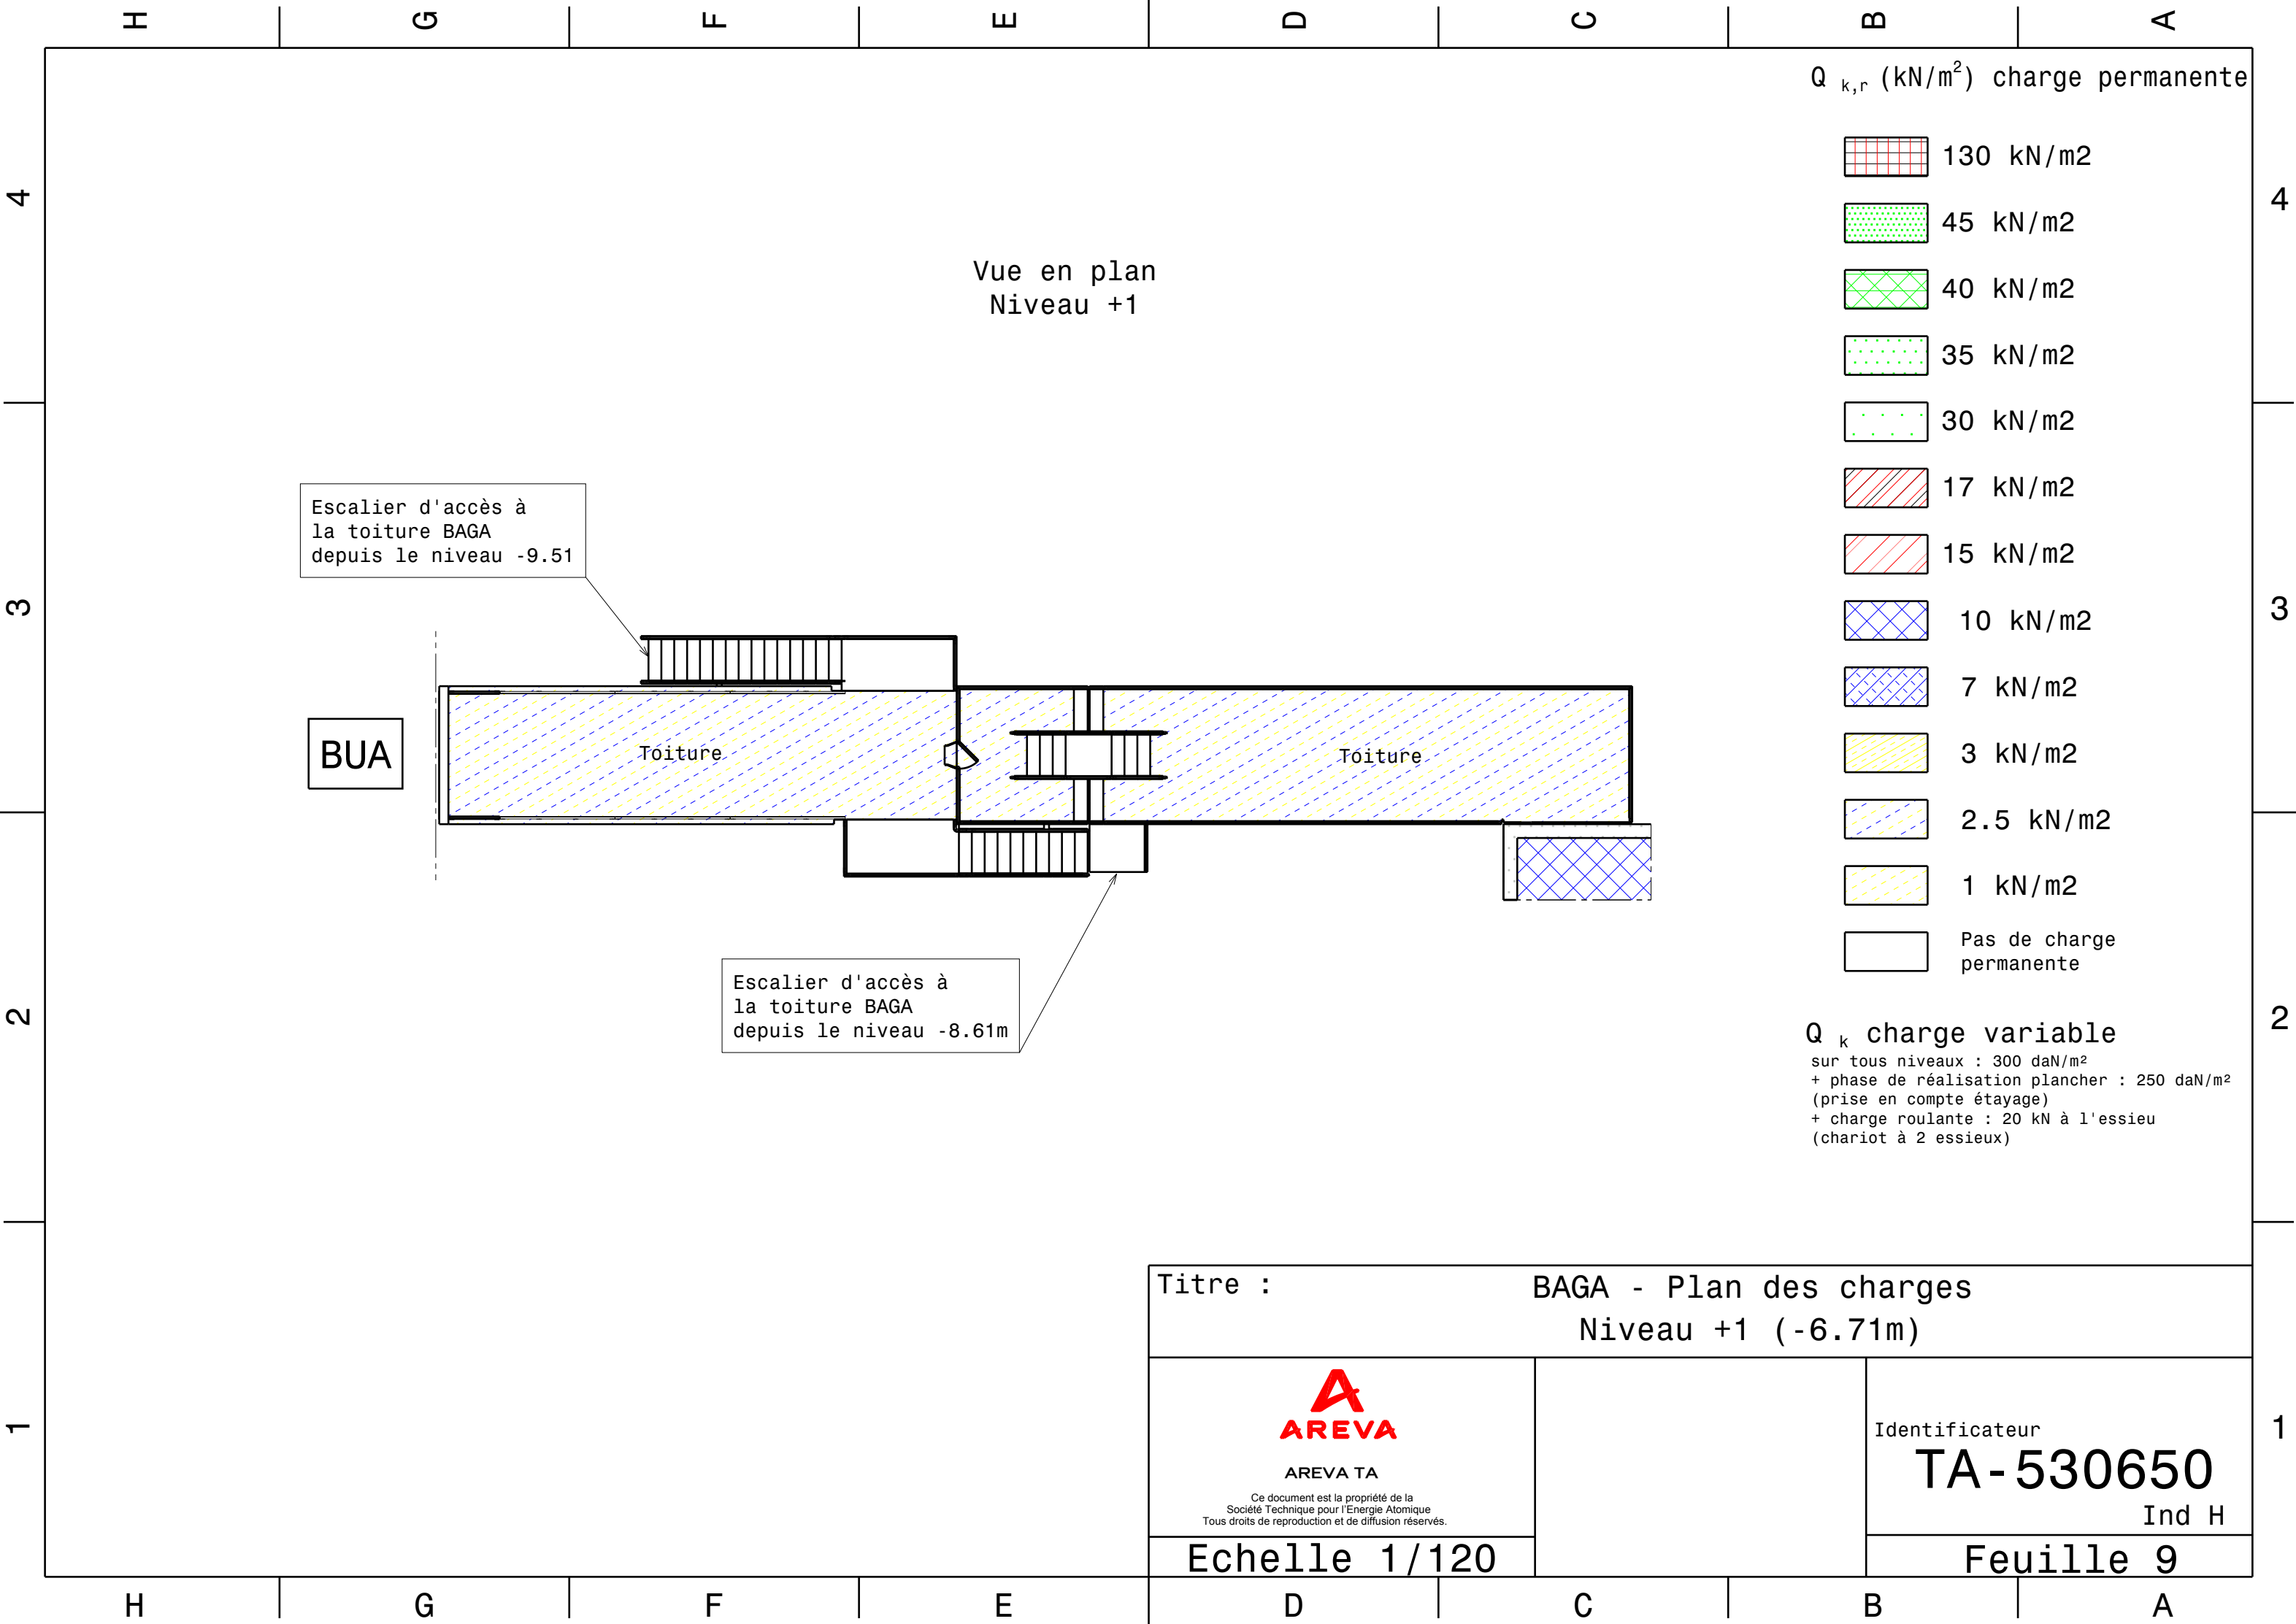 H G F E D C B A
Q k,r (kN/m²) charge permanente
130 kN/m2
45 kN/m2
40 kN/m2
35 kN/m2
30 kN/m2
17 kN/m2
15 kN/m2
10 kN/m2
7 kN/m2
3 kN/m2
2.5 kN/m2
1 kN/m2
Pas de charge
permanente
Q k charge variable
sur tous niveaux : 300 daN/m²
+ phase de réalisation plancher : 250 daN/m²
(prise en compte étayage)
+ charge roulante : 20 kN à l'essieu
(chariot à 2 essieux)
4
4
3
3
2
2
1
1
Vue en plan
Niveau +1
Escalier d'accès à
la toiture BAGA
depuis le niveau -9.51
BUA
Toiture
Toiture
Escalier d'accès à
la toiture BAGA
depuis le niveau -8.61m
Titre :
BAGA - Plan des charges
Niveau +1 (-6.71m)
AREVA
AREVA TA
Ce document est la propriété de la
Société Technique pour l'Energie Atomique
Tous droits de reproduction et de diffusion réservés.
Echelle 1/120
Identificateur
TA-530650
Ind H
Feuille 9
H G F E D C B A